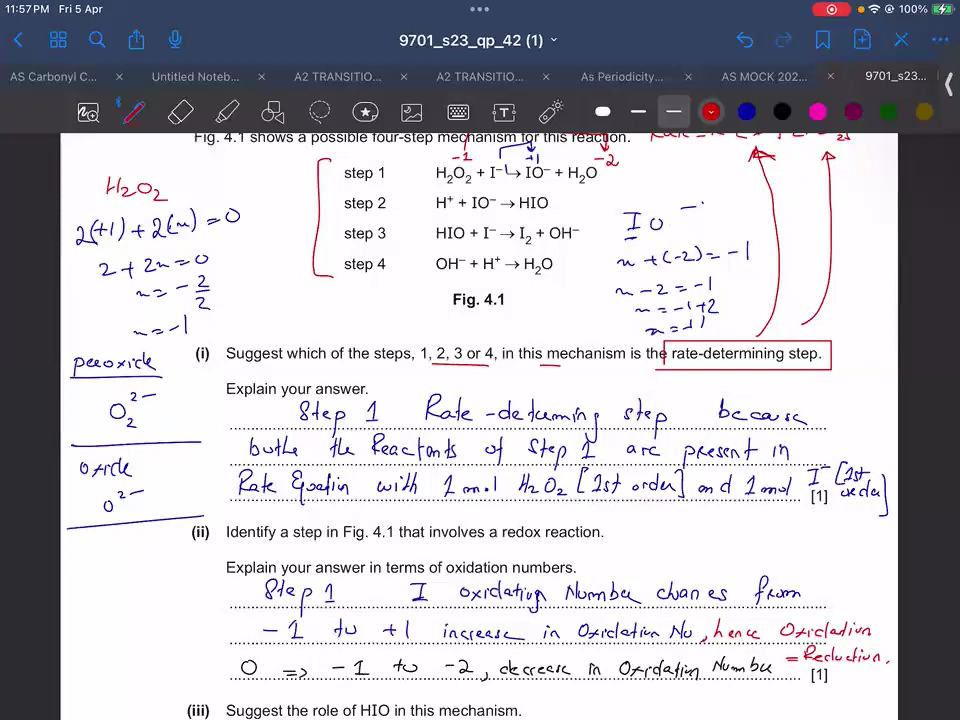 11:57 PM Fri 5 Apr
100%
9701_s23_qp_42 (1)
AS Carbonyl C...
Untitled Noteb...
A2 TRANSITIO...
A2 TRANSITIO...
As Periodicity...
AS MOCK 202...
9701_s23...
Fig. 4.1 shows a possible four-step mechanism for this reaction.
-1 +1 -2
step 1 H₂O₂ + I⁻ → IO⁻ + H₂O
step 2 H⁺ + IO⁻ → HIO
step 3 HIO + I⁻ → I₂ + OH⁻
step 4 OH⁻ + H⁺ → H₂O
Fig. 4.1
H₂O₂
2(+1) + 2(x) = 0
2 + 2x = 0
x = -2/2
x = -1
IO⁻
x + (-2) = -1
x - 2 = -1
x = -1 + 2
x = +1
peroxide
O₂²⁻
oxide
O²⁻
(i) Suggest which of the steps, 1, 2, 3 or 4, in this mechanism is the rate-determining step.
Explain your answer.
Step 1 Rate-determing step because
bothe the Reactants of Step 1 are present in
Rate Equation with 1 mol H₂O₂ [1st order] and 1 mol I⁻ [1st order]
[1]
(ii) Identify a step in Fig. 4.1 that involves a redox reaction.
Explain your answer in terms of oxidation numbers.
Step 1 I oxidating Number chanes from
-1 to +1 increase in Oxidation No, hence Oxidation
O ⇒ -1 to -2, decrease in Oxidation Number = Reduction.
[1]
(iii) Suggest the role of HIO in this mechanism.